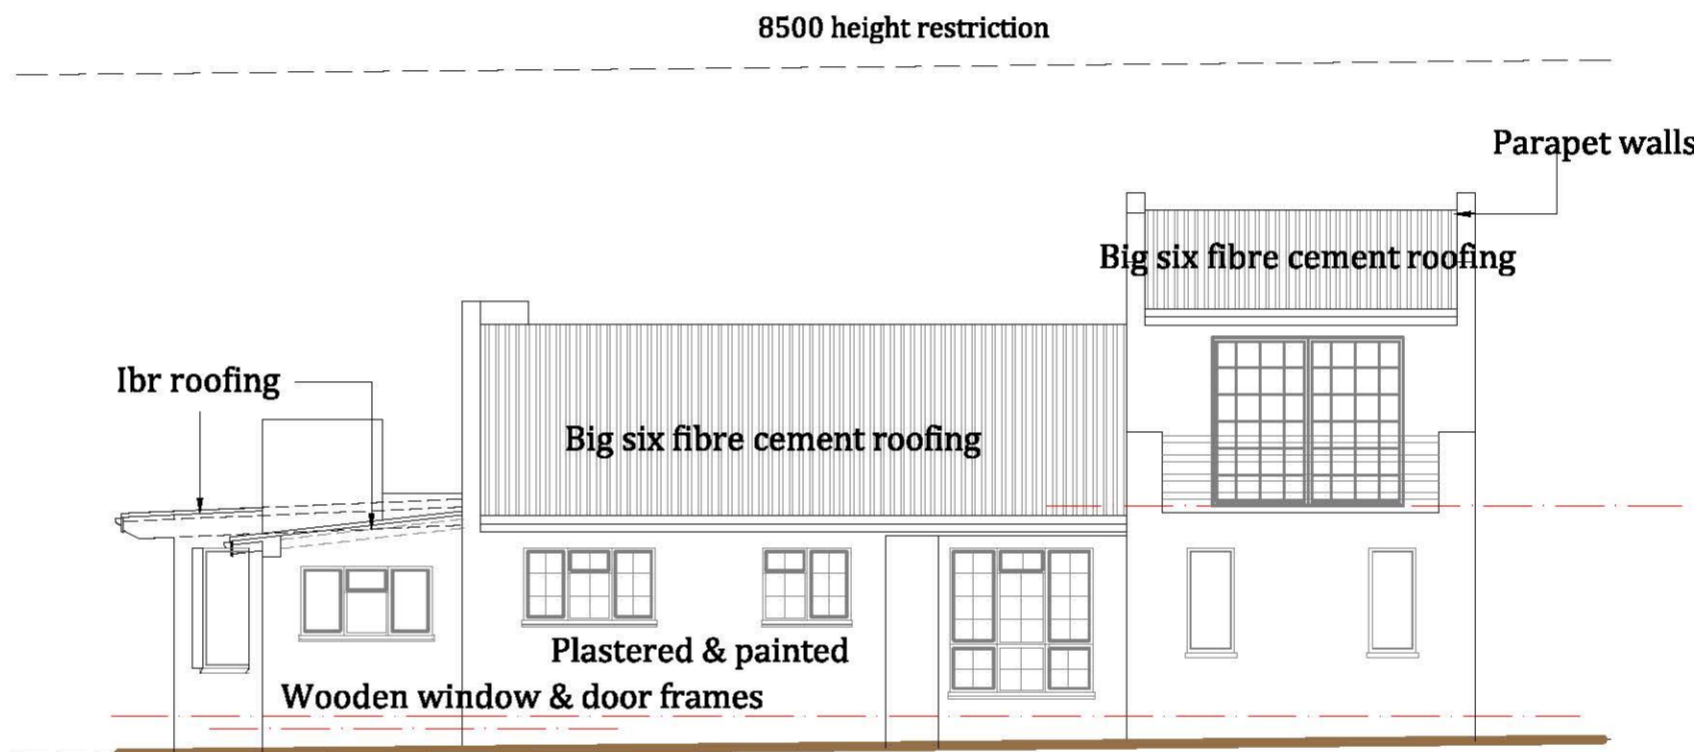 8500 height restriction
Parapet walls
Big six fibre cement roofing
Ibr roofing
Big six fibre cement roofing
Plastered & painted
Wooden window & door frames